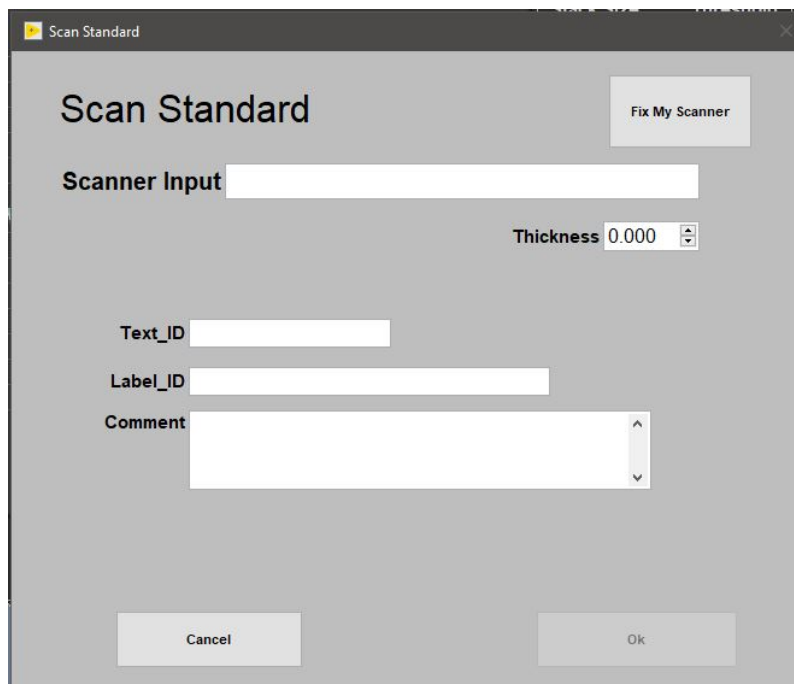 Scan Standard
Scan Standard
Fix My Scanner
Scanner Input
Thickness 0.000
Text_ID
Label_ID
Comment
Cancel
Ok